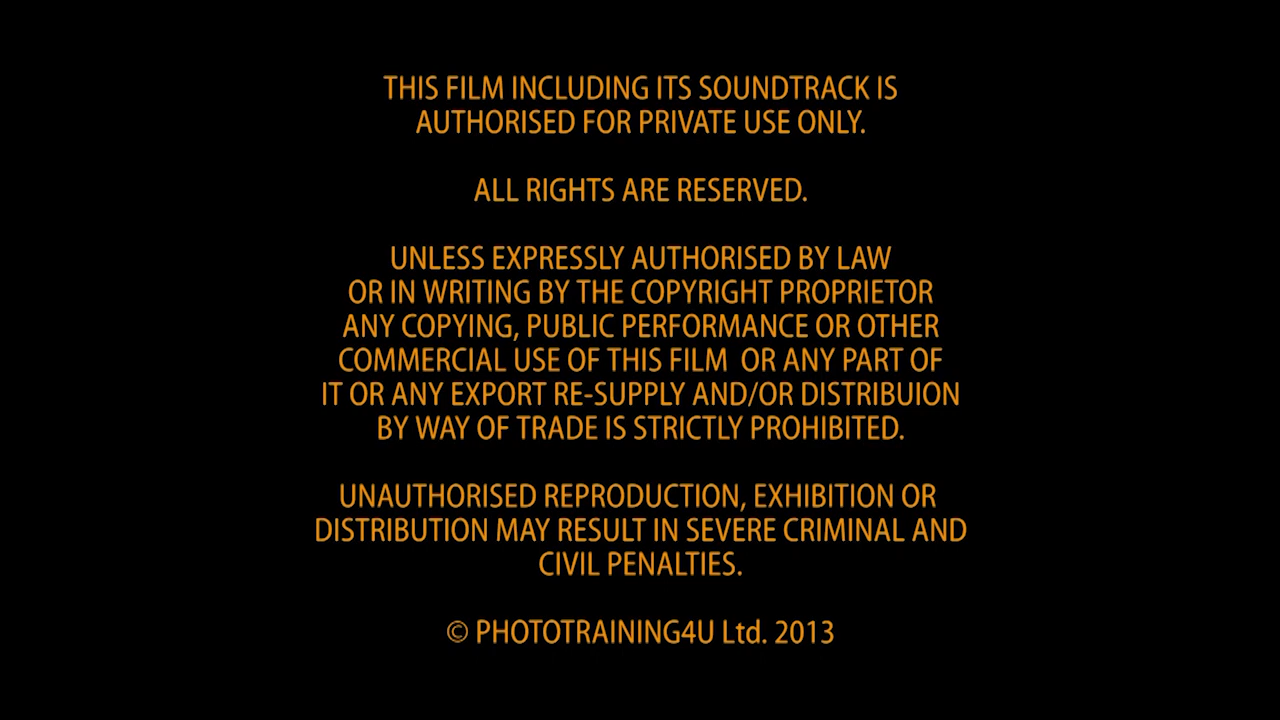 THIS FILM INCLUDING ITS SOUNDTRACK IS
AUTHORISED FOR PRIVATE USE ONLY.
ALL RIGHTS ARE RESERVED.
UNLESS EXPRESSLY AUTHORISED BY LAW
OR IN WRITING BY THE COPYRIGHT PROPRIETOR
ANY COPYING, PUBLIC PERFORMANCE OR OTHER
COMMERCIAL USE OF THIS FILM  OR ANY PART OF
IT OR ANY EXPORT RE-SUPPLY AND/OR DISTRIBUION
BY WAY OF TRADE IS STRICTLY PROHIBITED.
UNAUTHORISED REPRODUCTION, EXHIBITION OR
DISTRIBUTION MAY RESULT IN SEVERE CRIMINAL AND
CIVIL PENALTIES.
© PHOTOTRAINING4U Ltd. 2013